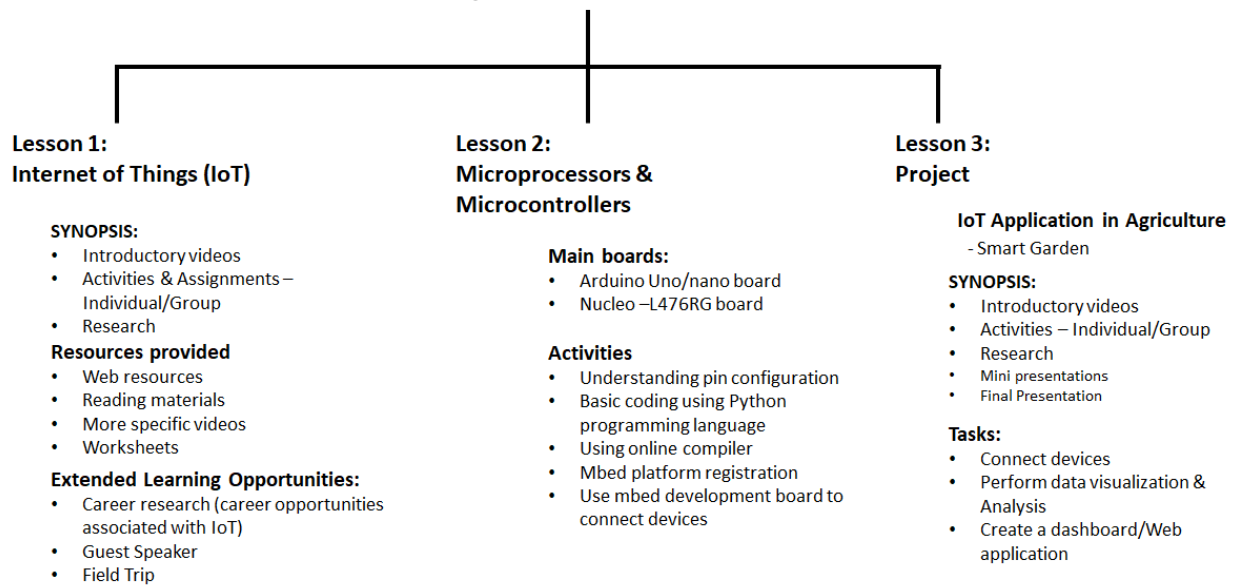 Lesson 1:
Internet of Things (IoT)
SYNOPSIS:
• Introductory videos
• Activities & Assignments –
Individual/Group
• Research
Resources provided
• Web resources
• Reading materials
• More specific videos
• Worksheets
Extended Learning Opportunities:
• Career research (career opportunities
associated with IoT)
• Guest Speaker
• Field Trip
Lesson 2:
Microprocessors &
Microcontrollers
Main boards:
• Arduino Uno/nano board
• Nucleo –L476RG board
Activities
• Understanding pin configuration
• Basic coding using Python
programming language
• Using online compiler
• Mbed platform registration
• Use mbed development board to
connect devices
Lesson 3:
Project
IoT Application in Agriculture
- Smart Garden
SYNOPSIS:
• Introductory videos
• Activities – Individual/Group
• Research
• Mini presentations
• Final Presentation
Tasks:
• Connect devices
• Perform data visualization &
Analysis
• Create a dashboard/Web
application